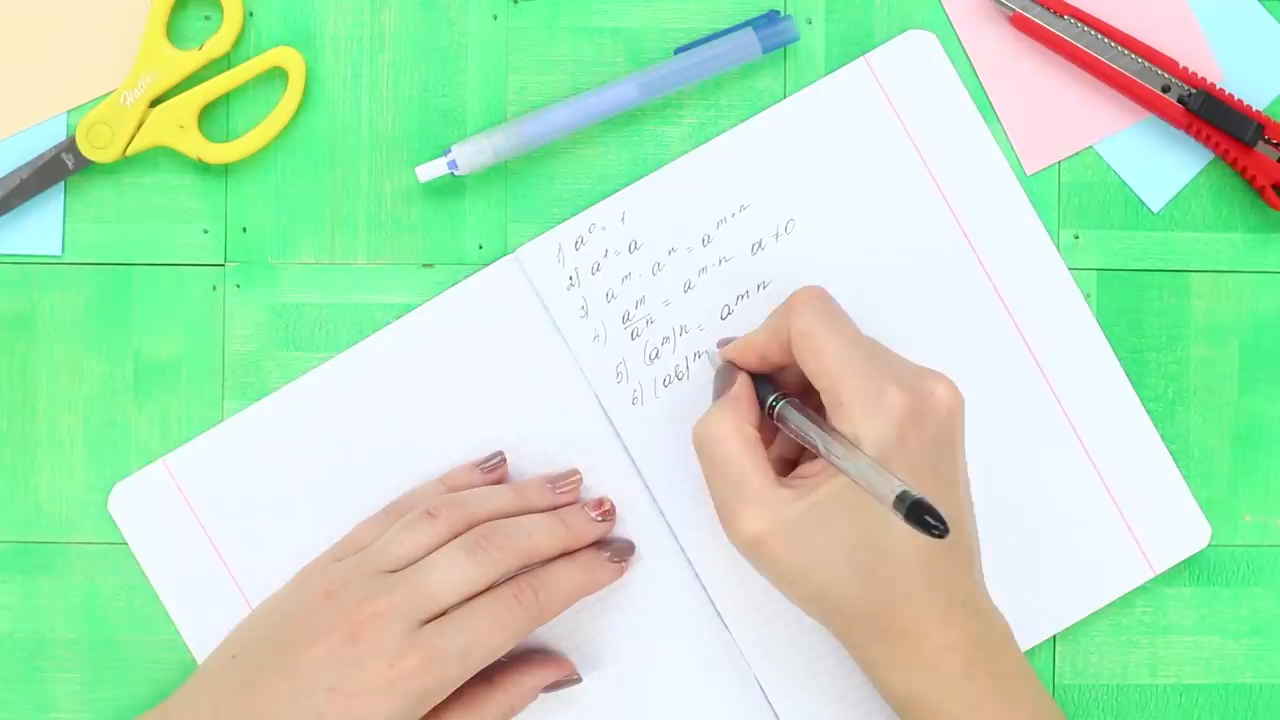 Halle
1) a⁰ = 1
2) a¹ = a
3) aᵐ · aⁿ = aᵐ⁺ⁿ
4) aᵐ/aⁿ = aᵐ⁻ⁿ a ≠ 0
5) (aᵐ)ⁿ = aᵐⁿ
6) (ab)ⁿ =